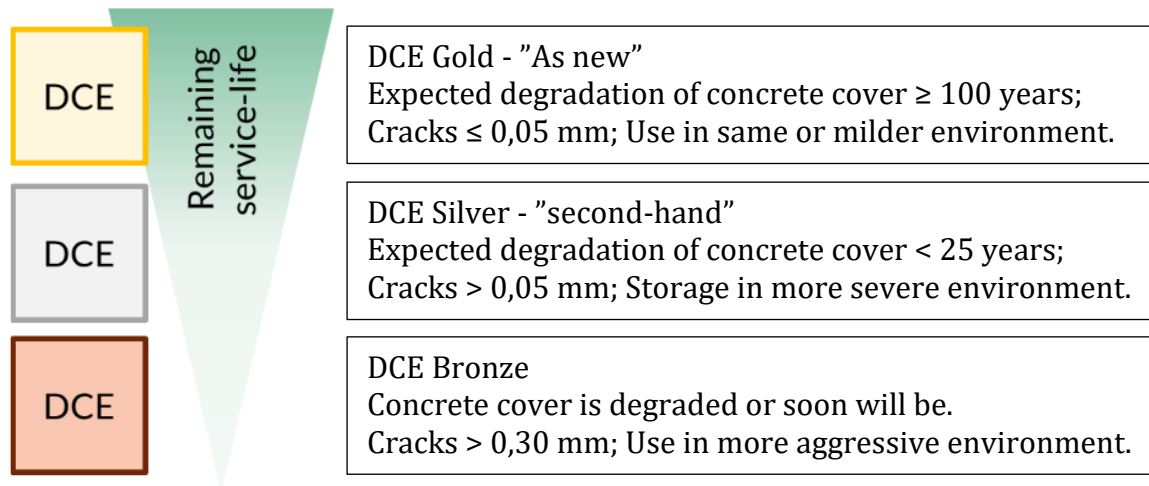 DCE
Remaining
service-life
DCE Gold - ”As new”
Expected degradation of concrete cover ≥ 100 years;
Cracks ≤ 0,05 mm; Use in same or milder environment.
DCE
DCE Silver - ”second-hand”
Expected degradation of concrete cover < 25 years;
Cracks > 0,05 mm; Storage in more severe environment.
DCE
DCE Bronze
Concrete cover is degraded or soon will be.
Cracks > 0,30 mm; Use in more aggressive environment.